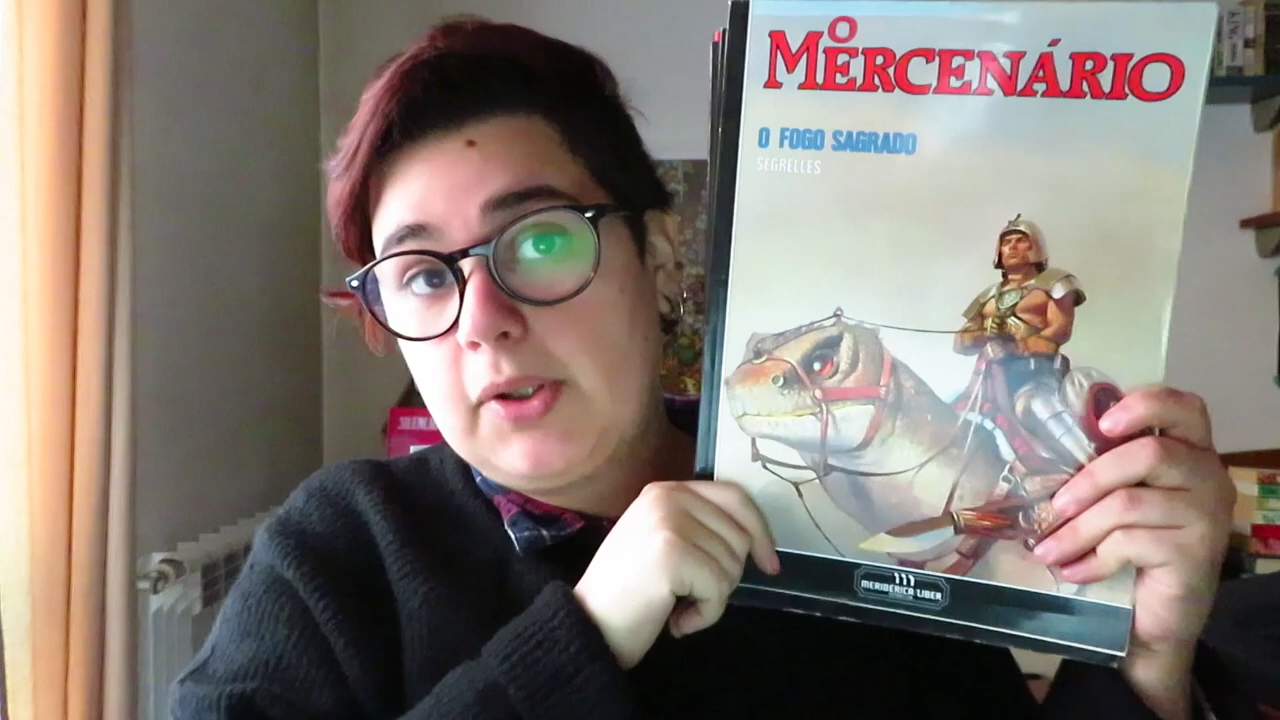 O
MERCENÁRIO
O FOGO SAGRADO
SEGRELLES
MERIBERICA LIBER